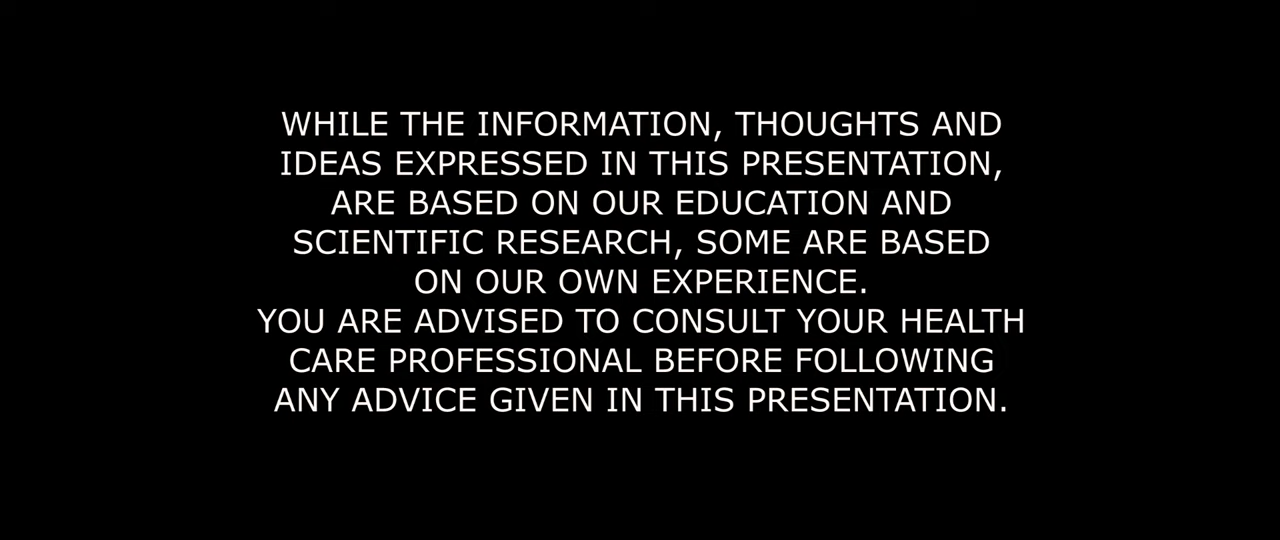 WHILE THE INFORMATION, THOUGHTS AND
IDEAS EXPRESSED IN THIS PRESENTATION,
ARE BASED ON OUR EDUCATION AND
SCIENTIFIC RESEARCH, SOME ARE BASED
ON OUR OWN EXPERIENCE.
YOU ARE ADVISED TO CONSULT YOUR HEALTH
CARE PROFESSIONAL BEFORE FOLLOWING
ANY ADVICE GIVEN IN THIS PRESENTATION.